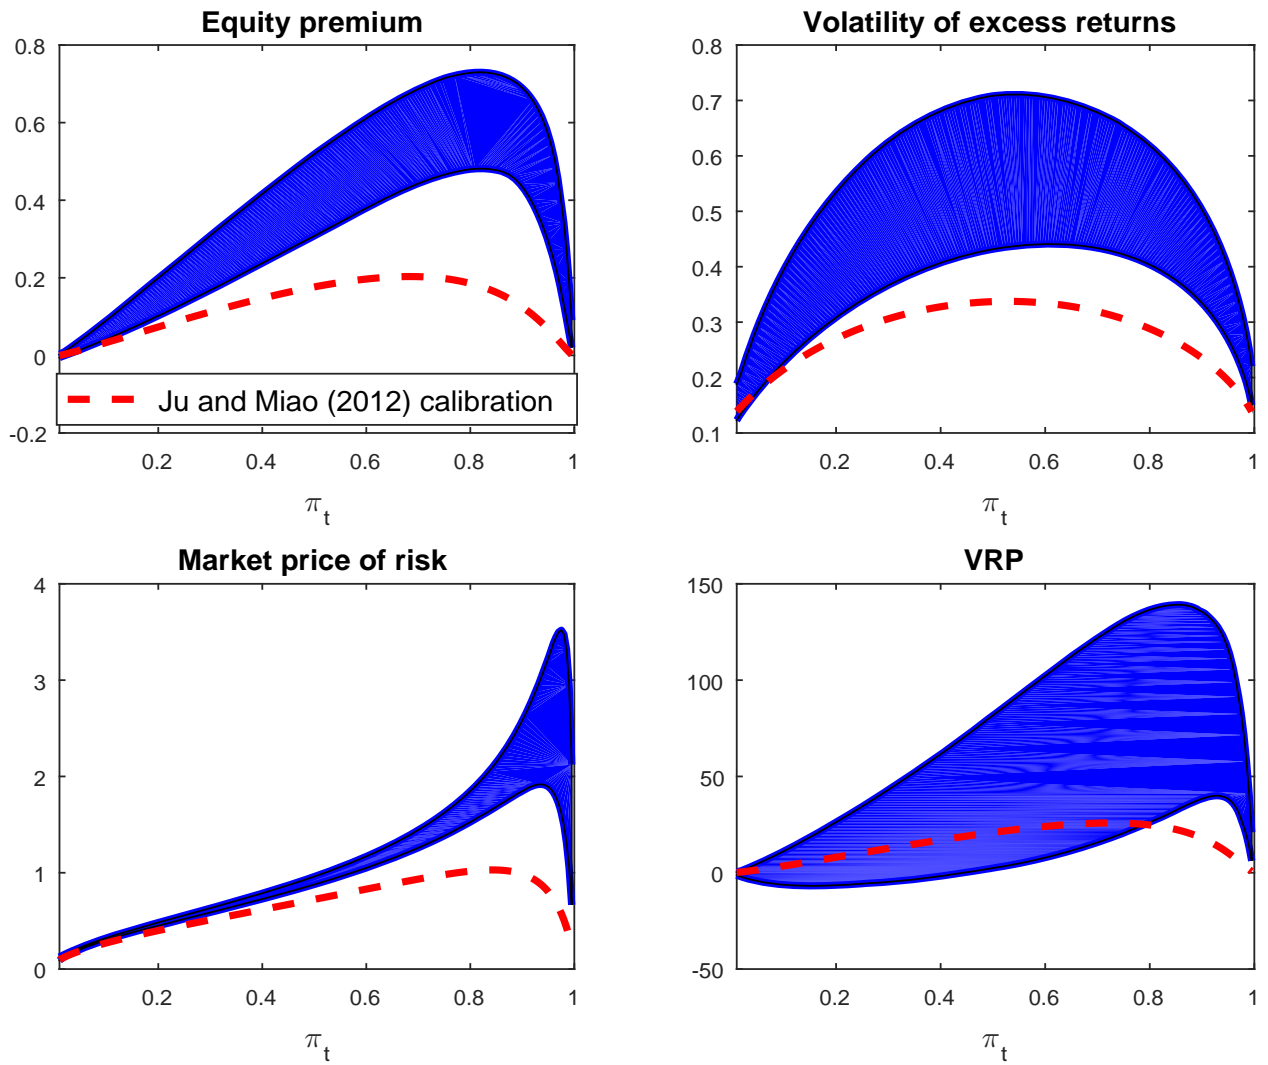 Equity premium
0.8
0.6
0.4
0.2
0
-0.2
Ju and Miao (2012) calibration
0.2 0.4 0.6 0.8 1
π_t
Volatility of excess returns
0.8
0.7
0.6
0.5
0.4
0.3
0.2
0.1
0.2 0.4 0.6 0.8 1
π_t
Market price of risk
4
3
2
1
0
0.2 0.4 0.6 0.8 1
π_t
VRP
150
100
50
0
-50
0.2 0.4 0.6 0.8 1
π_t